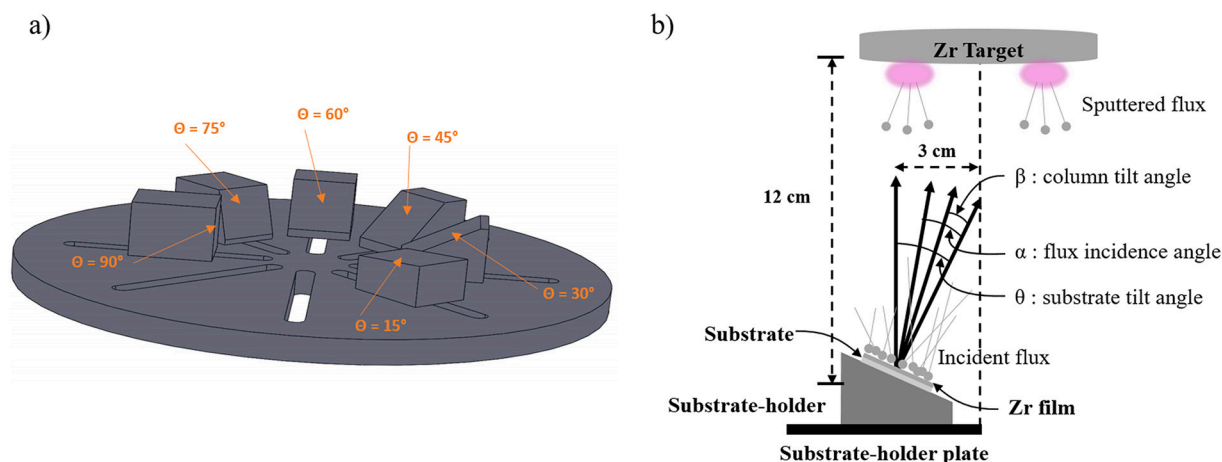 a)
Θ = 75°
Θ = 60°
Θ = 45°
Θ = 90°
Θ = 15°
Θ = 30°
b)
Zr Target
Sputtered flux
3 cm
12 cm
β : column tilt angle
α : flux incidence angle
θ : substrate tilt angle
Substrate
Incident flux
Substrate-holder
Zr film
Substrate-holder plate